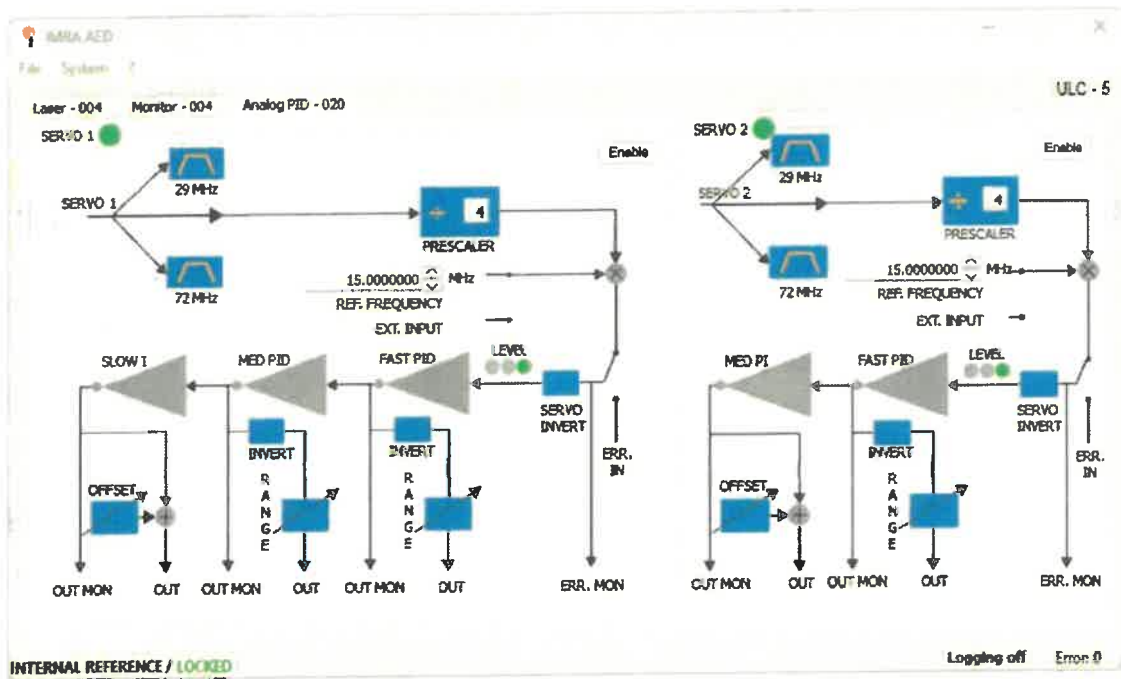 IMRA AED
File System ?
ULC - 5
Laser - 004 Monitor - 004 Analog PID - 020
SERVO 1
Enable
29 MHz
SERVO 1
4
PRESCALER
72 MHz
15.0000000 MHz
REF. FREQUENCY
EXT. INPUT
SLOW I
MED PID
FAST PID
LEVEL
SERVO
INVERT
ERR.
IN
INVERT
INVERT
OFFSET
RANGE
RANGE
OUT MON
OUT
OUT MON
OUT
OUT MON
OUT
ERR. MON
SERVO 2
Enable
29 MHz
SERVO 2
4
PRESCALER
72 MHz
15.0000000 MHz
REF. FREQUENCY
EXT. INPUT
MED PI
FAST PID
LEVEL
SERVO
INVERT
ERR.
IN
INVERT
OFFSET
RANGE
OUT MON
OUT
OUT MON
OUT
ERR. MON
INTERNAL REFERENCE / LOCKED
Logging off Error: 0